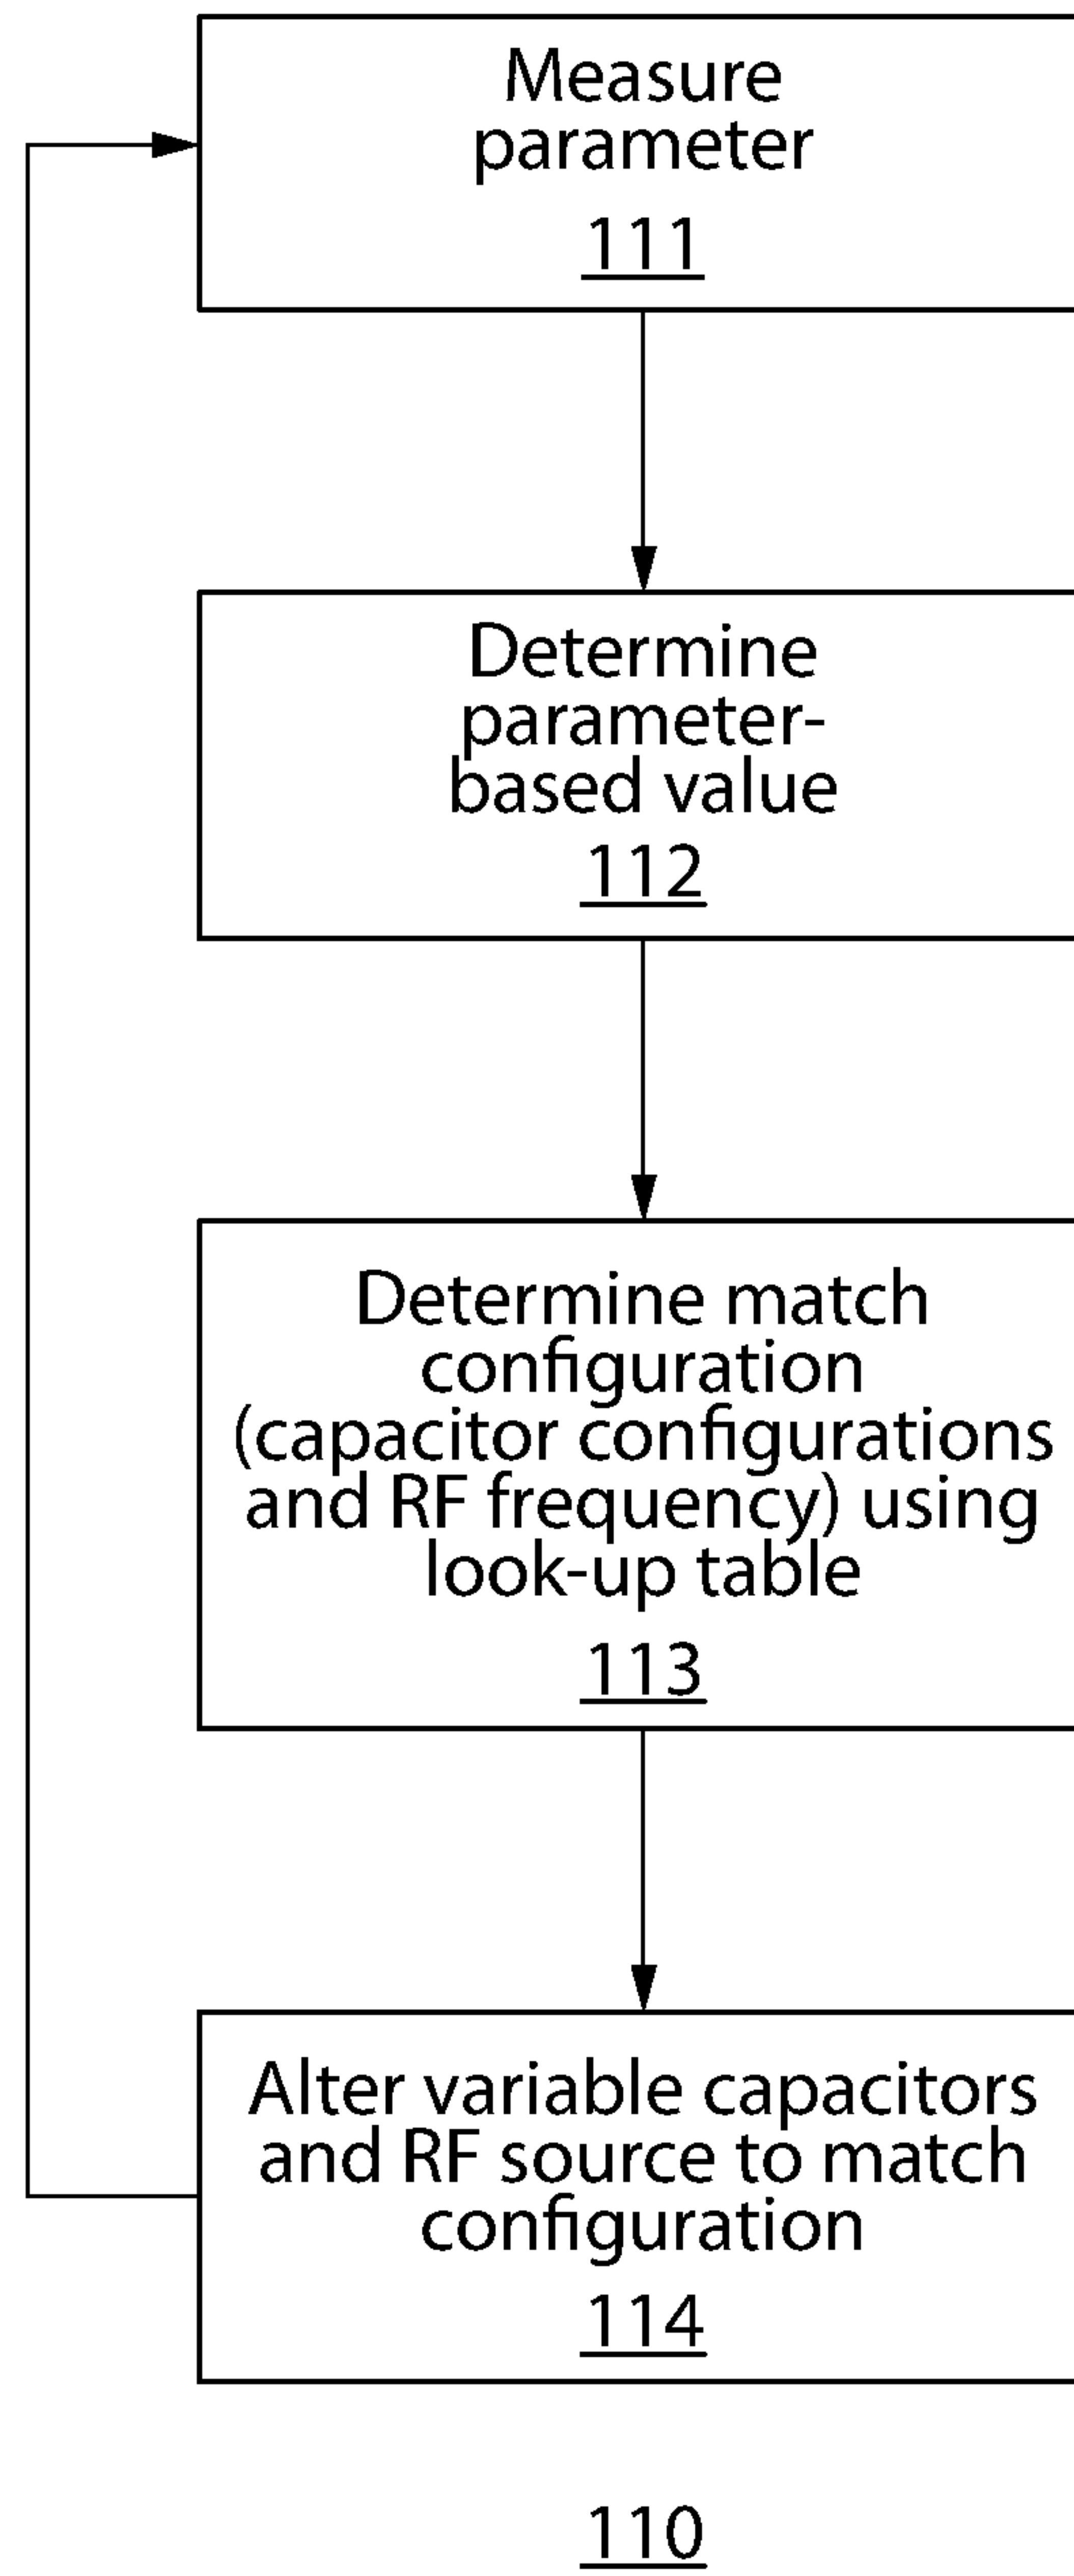 Measure
parameter
111
Determine
parameter-
based value
112
Determine match
configuration
(capacitor configurations
and RF frequency) using
look-up table
113
Alter variable capacitors
and RF source to match
configuration
114
110